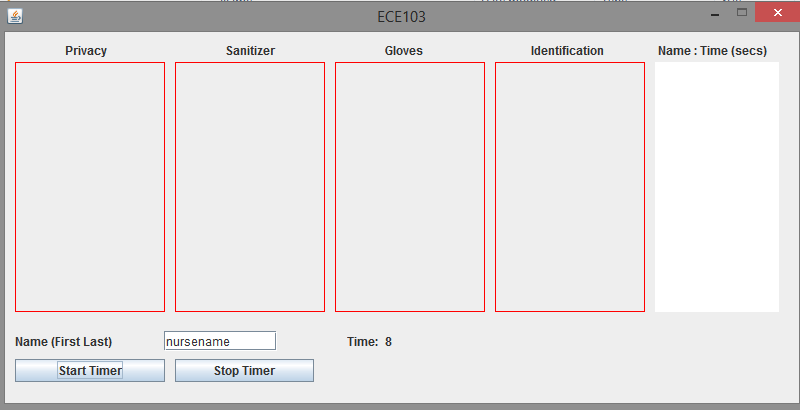 ECE103
Privacy Sanitizer Gloves Identification Name : Time (secs)
Name (First Last) nursename Time: 8
Start Timer Stop Timer